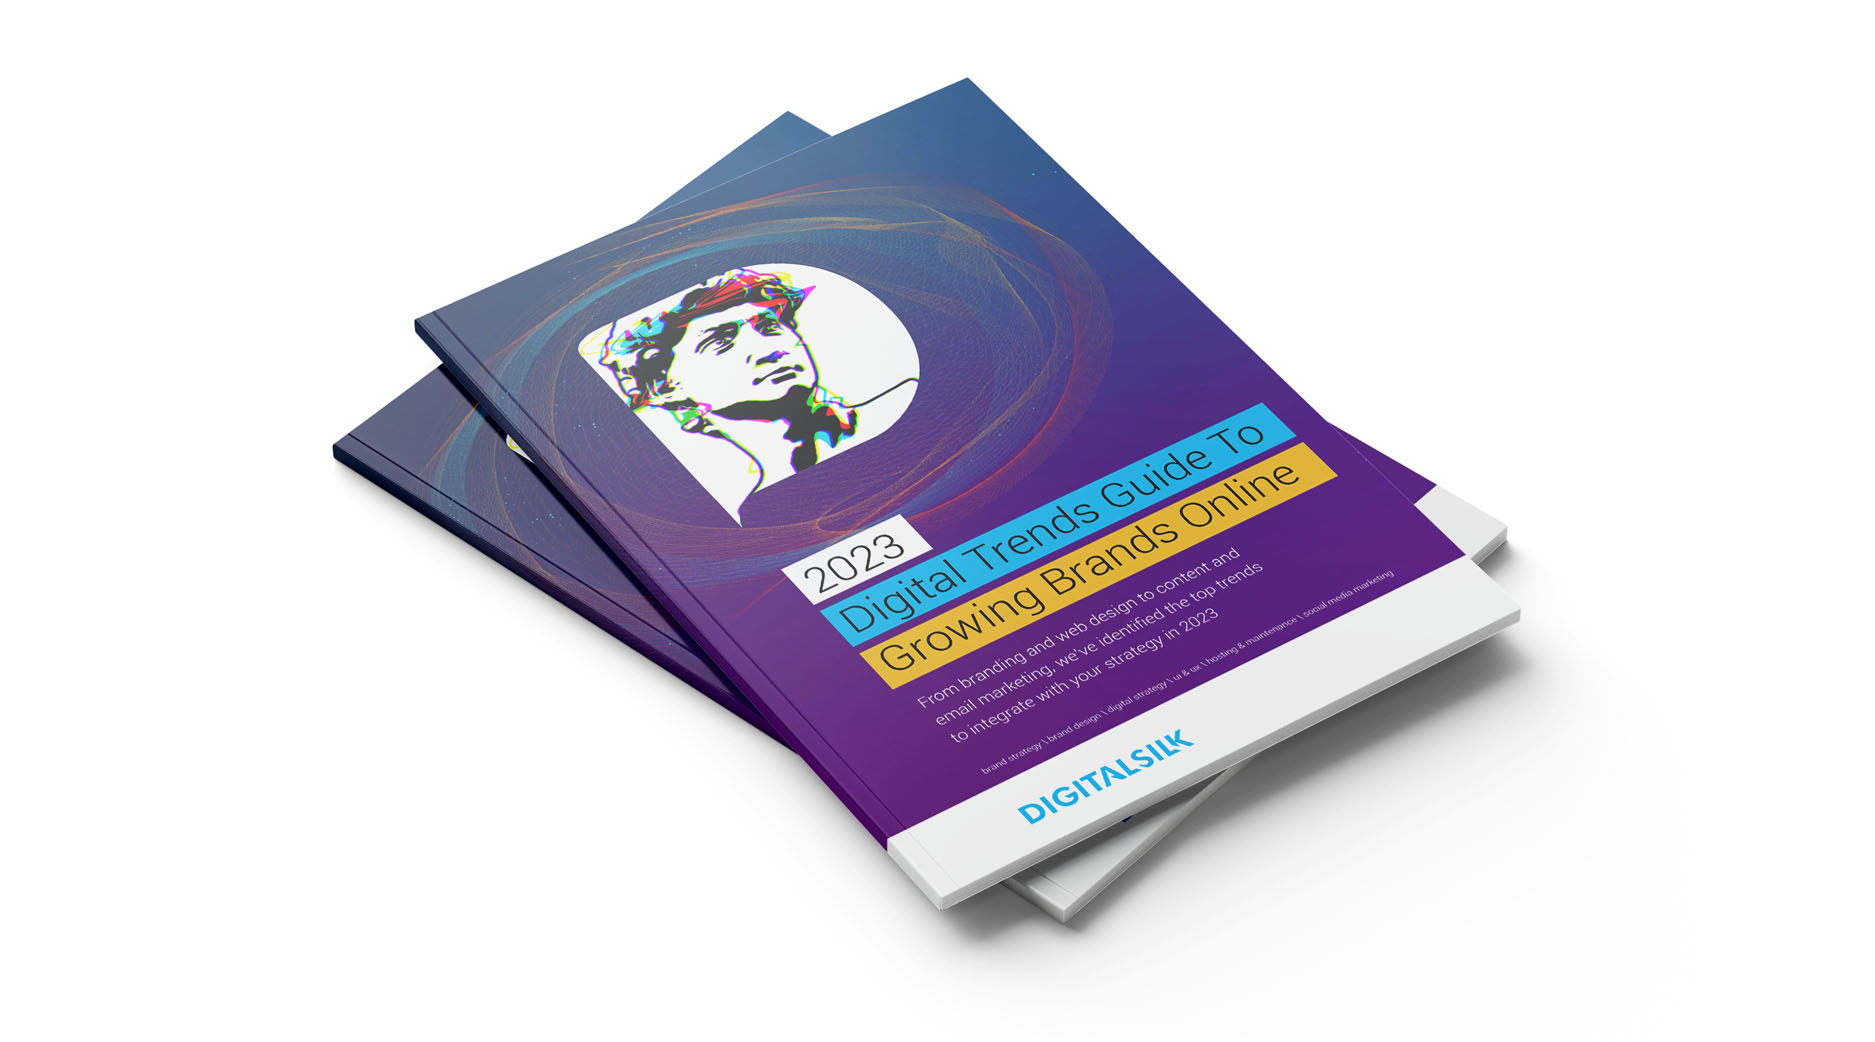 2023
Digital Trends Guide To
Growing Brands Online
From branding and web design to content and
email marketing, we've identified the top trends
to integrate with your strategy in 2023
brand strategy \ brand design \ digital strategy \ ui & ux \ hosting & maintenance \ social media marketing
DIGITALSILK